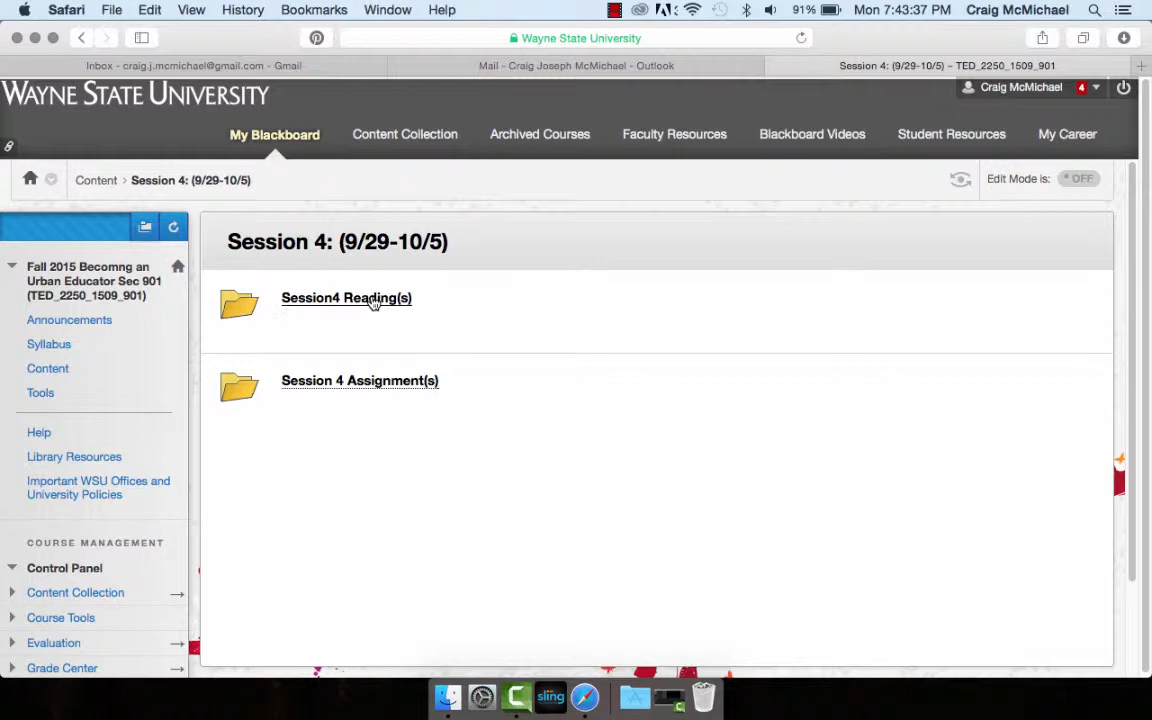 Safari File Edit View History Bookmarks Window Help 91% Mon 7:43:37 PM Craig McMichael
Wayne State University
Inbox - craig.j.mcmichael@gmail.com - Gmail
Mail - Craig Joseph McMichael - Outlook
Session 4: (9/29-10/5) – TED_2250_1509_901
WAYNE STATE UNIVERSITY
Craig McMichael 4
My Blackboard Content Collection Archived Courses Faculty Resources Blackboard Videos Student Resources My Career
Content > Session 4: (9/29-10/5)
Edit Mode is: OFF
Fall 2015 Becomng an
Urban Educator Sec 901
(TED_2250_1509_901)
Announcements
Syllabus
Content
Tools
Help
Library Resources
Important WSU Offices and
University Policies
COURSE MANAGEMENT
Control Panel
Content Collection
Course Tools
Evaluation
Grade Center
Session 4: (9/29-10/5)
Session4 Reading(s)
Session 4 Assignment(s)
sling